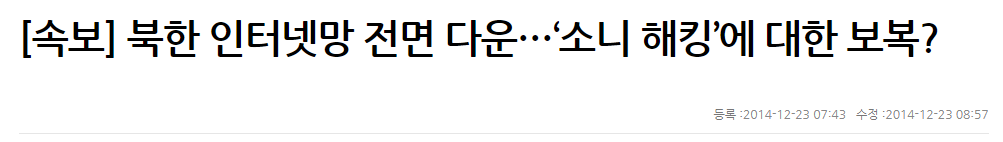 [속보] 북한 인터넷망 전면 다운…‘소니 해킹’에 대한 보복?
등록 :2014-12-23 07:43 수정 :2014-12-23 08:57